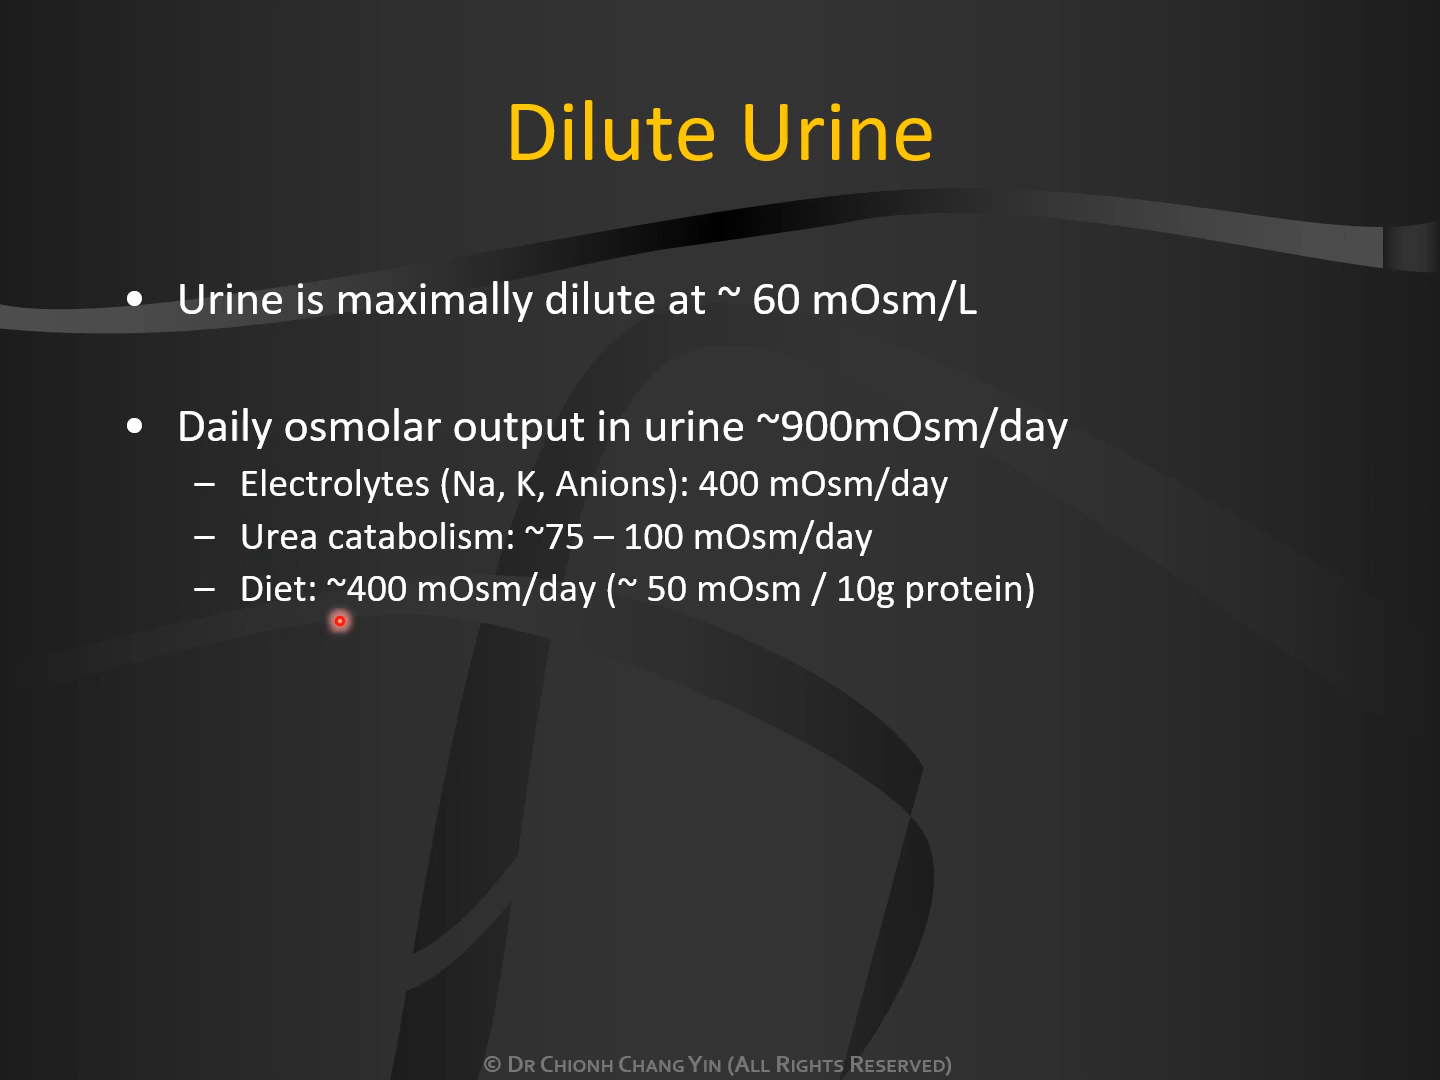 Dilute Urine
• Urine is maximally dilute at ~ 60 mOsm/L
• Daily osmolar output in urine ~900mOsm/day
– Electrolytes (Na, K, Anions): 400 mOsm/day
– Urea catabolism: ~75 – 100 mOsm/day
– Diet: ~400 mOsm/day (~ 50 mOsm / 10g protein)
© Dr Chionh Chang Yin (All Rights Reserved)